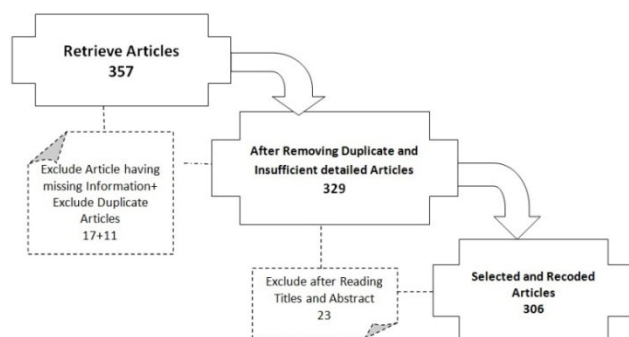 Retrieve Articles
357
Exclude Article having
missing Information+
Exclude Duplicate
Articles
17+11
After Removing Duplicate and
Insufficient detailed Articles
329
Exclude after Reading
Titles and Abstract
23
Selected and Recoded
Articles
306